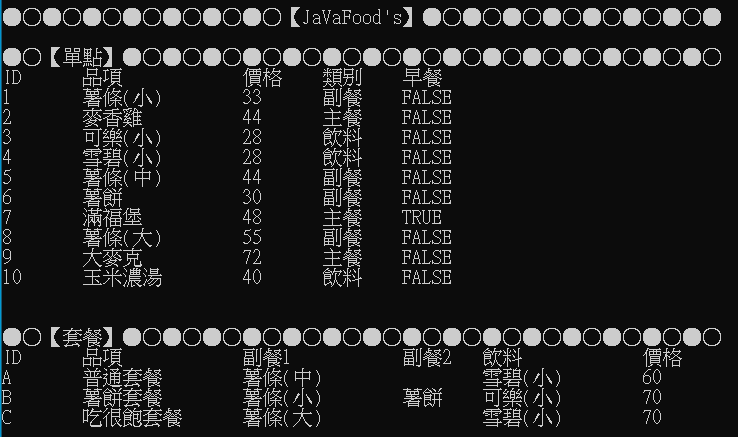 ●○●○●○●○●○●○●○【JaVaFood's】●○●○●○●○●○●○●○●
●○【單點】●○●○●○●○●○●○●○●○●○●○●○●○●○●○●○
ID 品項 價格 類別 早餐
1 薯條(小) 33 副餐 FALSE
2 麥香雞 44 主餐 FALSE
3 可樂(小) 28 飲料 FALSE
4 雪碧(小) 28 飲料 FALSE
5 薯條(中) 44 副餐 FALSE
6 薯餅 30 副餐 FALSE
7 滿福堡 48 主餐 TRUE
8 薯條(大) 55 副餐 FALSE
9 大麥克 72 主餐 FALSE
10 玉米濃湯 40 飲料 FALSE
●○【套餐】●○●○●○●○●○●○●○●○●○●○●○●○●○●○●○
ID 品項 副餐1 副餐2 飲料 價格
A 普通套餐 薯條(中) 雪碧(小) 60
B 薯餅套餐 薯條(小) 薯餅 可樂(小) 70
C 吃很飽套餐 薯條(大) 雪碧(小) 70